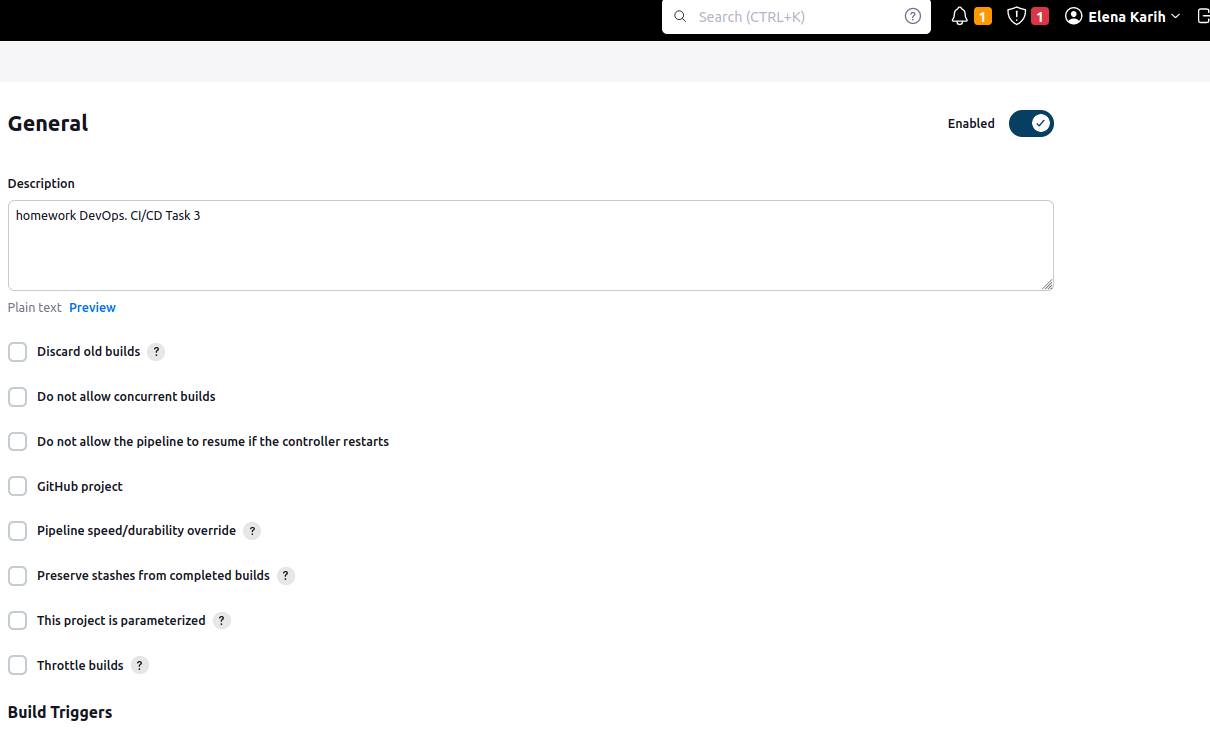 Search (CTRL+K) ? 1 1 Elena Karih
General Enabled
Description
homework DevOps. CI/CD Task 3
Plain text Preview
Discard old builds ?
Do not allow concurrent builds
Do not allow the pipeline to resume if the controller restarts
GitHub project
Pipeline speed/durability override ?
Preserve stashes from completed builds ?
This project is parameterized ?
Throttle builds ?
Build Triggers